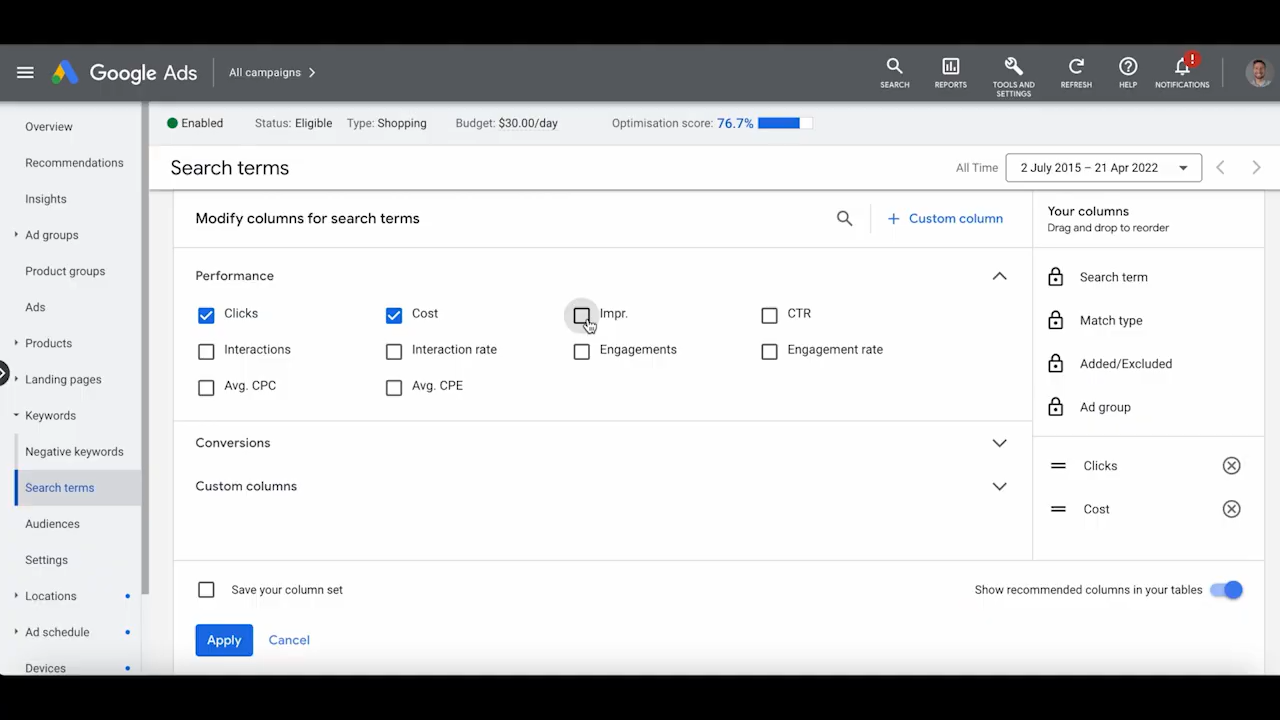 Google Ads
All campaigns
SEARCH
REPORTS
TOOLS AND
SETTINGS
REFRESH
HELP
!
NOTIFICATIONS
Overview
Recommendations
Insights
Ad groups
Product groups
Ads
Products
Landing pages
Keywords
Negative keywords
Search terms
Audiences
Settings
Locations
Ad schedule
Devices
Enabled
Status: Eligible
Type: Shopping
Budget: $30.00/day
Optimisation score: 76.7%
Search terms
All Time
2 July 2015 – 21 Apr 2022
Modify columns for search terms
+ Custom column
Performance
Clicks
Cost
Impr.
CTR
Interactions
Interaction rate
Engagements
Engagement rate
Avg. CPC
Avg. CPE
Conversions
Custom columns
Your columns
Drag and drop to reorder
Search term
Match type
Added/Excluded
Ad group
Clicks
Cost
Save your column set
Show recommended columns in your tables
Apply
Cancel